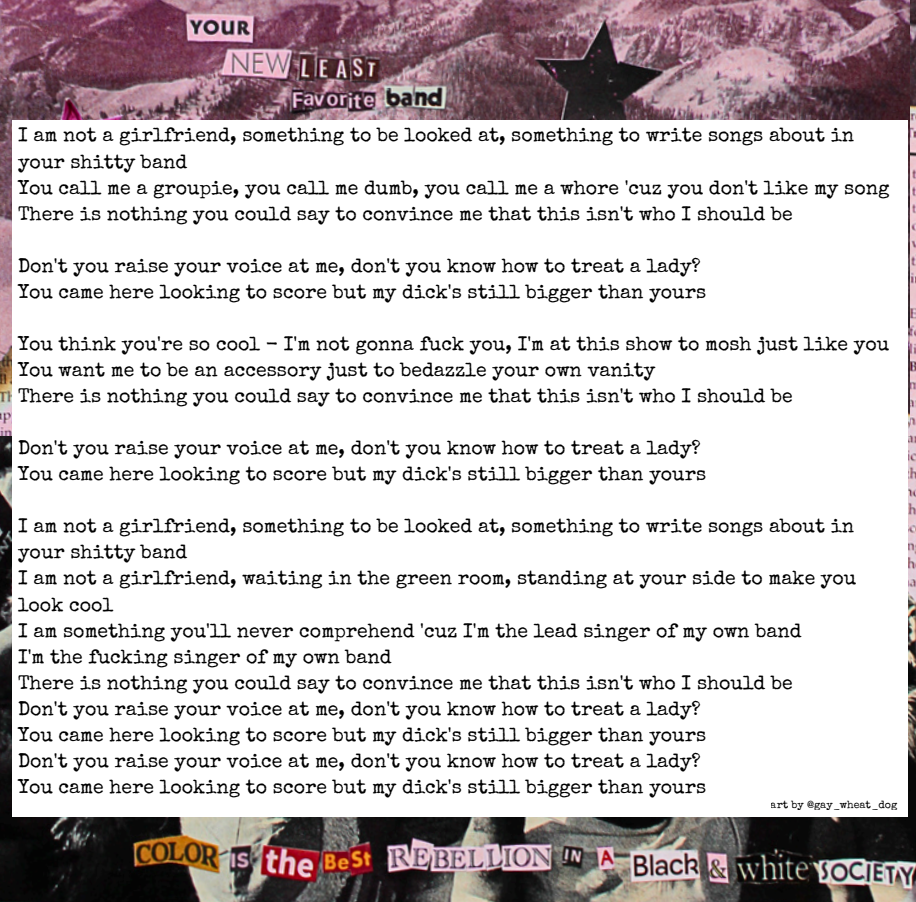 YOUR
NEW LEAST
Favorite band
I am not a girlfriend, something to be looked at, something to write songs about in
your shitty band
You call me a groupie, you call me dumb, you call me a whore 'cuz you don't like my song
There is nothing you could say to convince me that this isn't who I should be
Don't you raise your voice at me, don't you know how to treat a lady?
You came here looking to score but my dick's still bigger than yours
You think you're so cool - I'm not gonna fuck you, I'm at this show to mosh just like you
You want me to be an accessory just to bedazzle your own vanity
There is nothing you could say to convince me that this isn't who I should be
Don't you raise your voice at me, don't you know how to treat a lady?
You came here looking to score but my dick's still bigger than yours
I am not a girlfriend, something to be looked at, something to write songs about in
your shitty band
I am not a girlfriend, waiting in the green room, standing at your side to make you
look cool
I am something you'll never comprehend 'cuz I'm the lead singer of my own band
I'm the fucking singer of my own band
There is nothing you could say to convince me that this isn't who I should be
Don't you raise your voice at me, don't you know how to treat a lady?
You came here looking to score but my dick's still bigger than yours
Don't you raise your voice at me, don't you know how to treat a lady?
You came here looking to score but my dick's still bigger than yours
art by @gay_wheat_dog
COLOR IS the BeSt REBELLION IN A Black & white SOCIETY